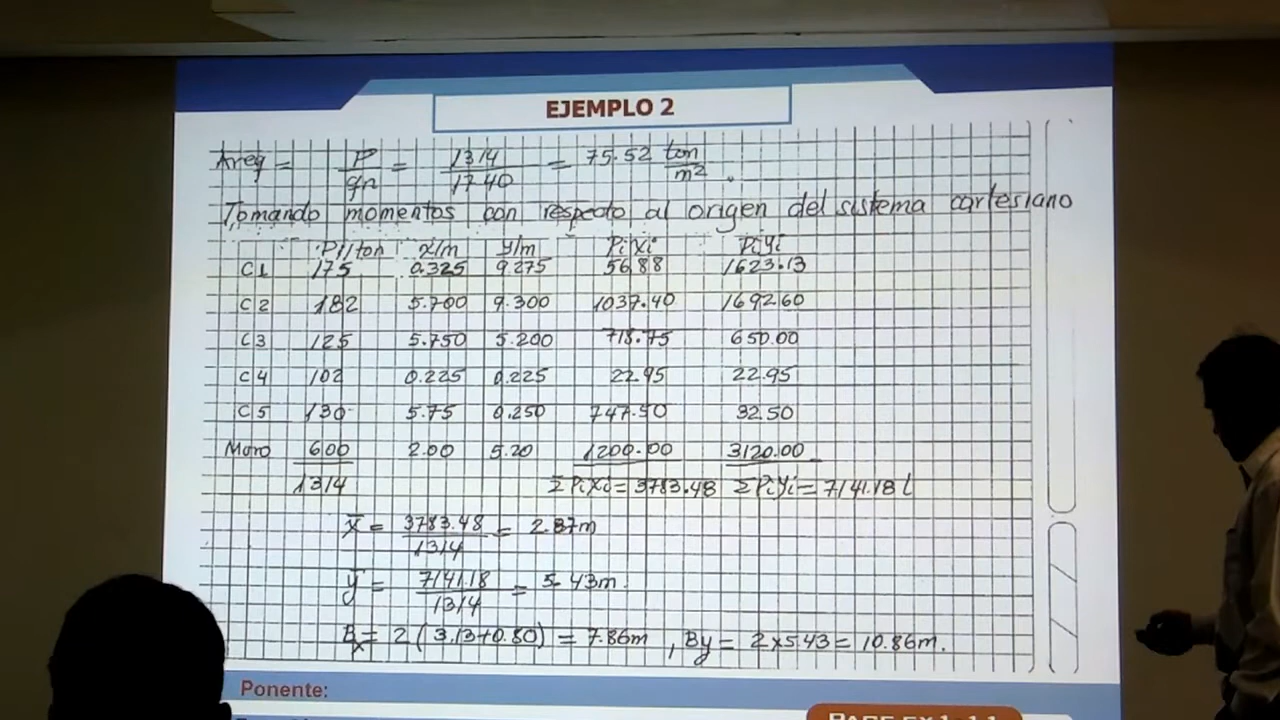 EJEMPLO 2
Areq = P/qn = 1314/17.40 = 75.52 ton/m²
Tomando momentos con respecto al origen del sistema cartesiano
Pi/ton x/m y/m PiXi PiYi
C1 175 0.325 9.275 56.88 1623.13
C2 182 5.700 9.300 1037.40 1692.60
C3 125 5.750 5.200 718.75 650.00
C4 102 0.225 0.225 22.95 22.95
C5 130 5.75 0.250 747.50 32.50
Muro 600 2.00 5.20 1200.00 3120.00
1314 ΣPiXi = 3783.48 ΣPiYi = 7141.18
x̄ = 3783.48/1314 = 2.87m
ȳ = 7141.18/1314 = 5.43m.
Bx = 2(3.13+0.80) = 7.86m, By = 2x5.43 = 10.86m.
Ponente: